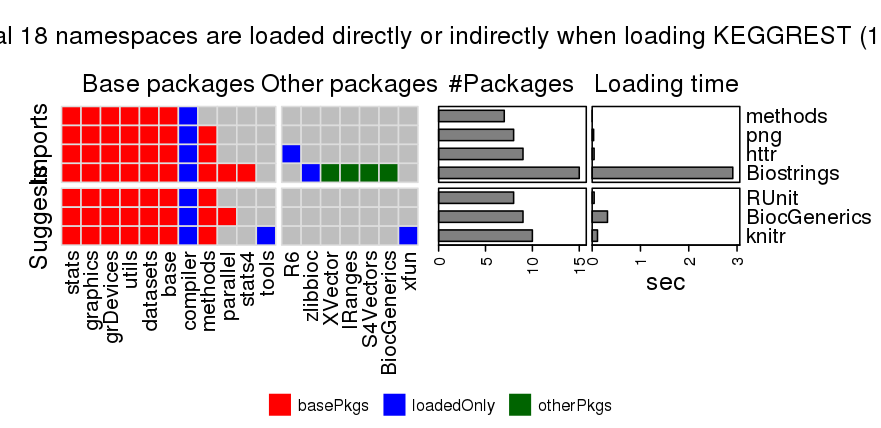 al 18 namespaces are loaded directly or indirectly when loading KEGGREST (1
Base packages Other packages #Packages Loading time
Imports
Suggests
methods
png
httr
Biostrings
RUnit
BiocGenerics
knitr
stats
graphics
grDevices
utils
datasets
base
compiler
methods
parallel
stats4
tools
R6
zlibbioc
XVector
IRanges
S4Vectors
BiocGenerics
xfun
0 5 10 15
0 1 2 3
sec
basePkgs loadedOnly otherPkgs